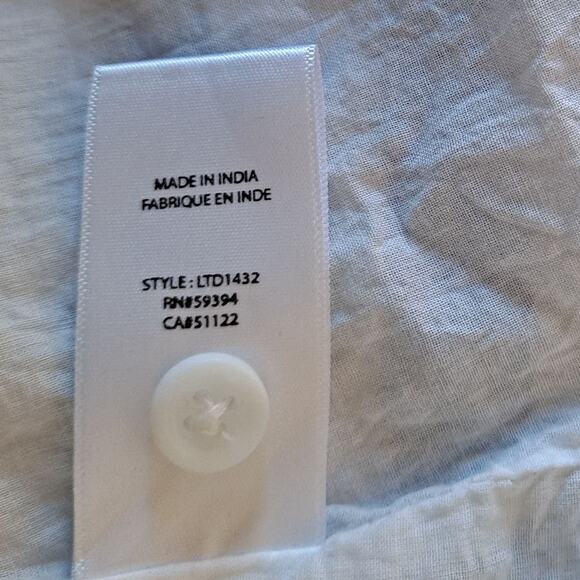 MADE IN INDIA
FABRIQUE EN INDE
STYLE : LTD1432
RN#59394
CA#51122